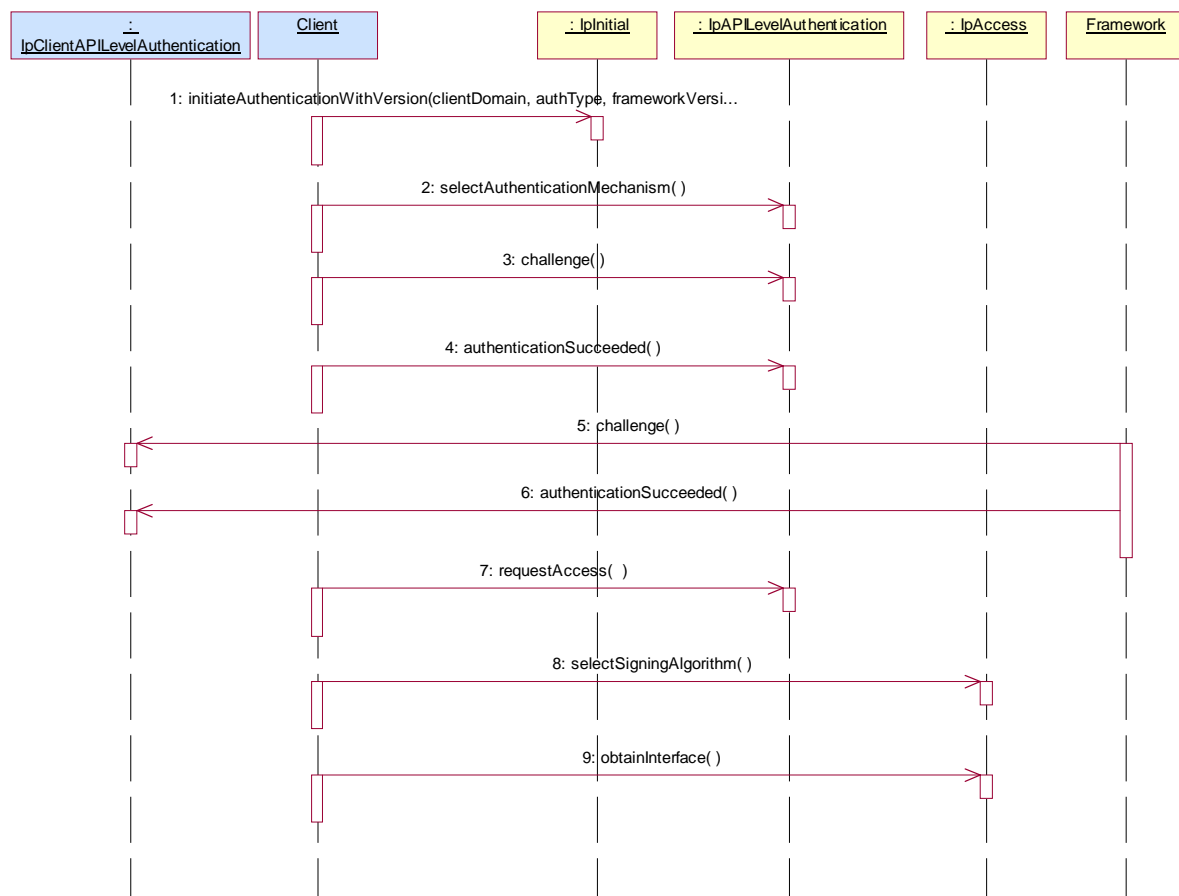 :
IpClientAPILevelAuthentication
Client
: IpInitial
: IpAPILevelAuthentication
: IpAccess
Framework
1: initiateAuthenticationWithVersion(clientDomain, authType, frameworkVersi...
2: selectAuthenticationMechanism( )
3: challenge( )
4: authenticationSucceeded( )
5: challenge( )
6: authenticationSucceeded( )
7: requestAccess(  )
8: selectSigningAlgorithm( )
9: obtainInterface( )